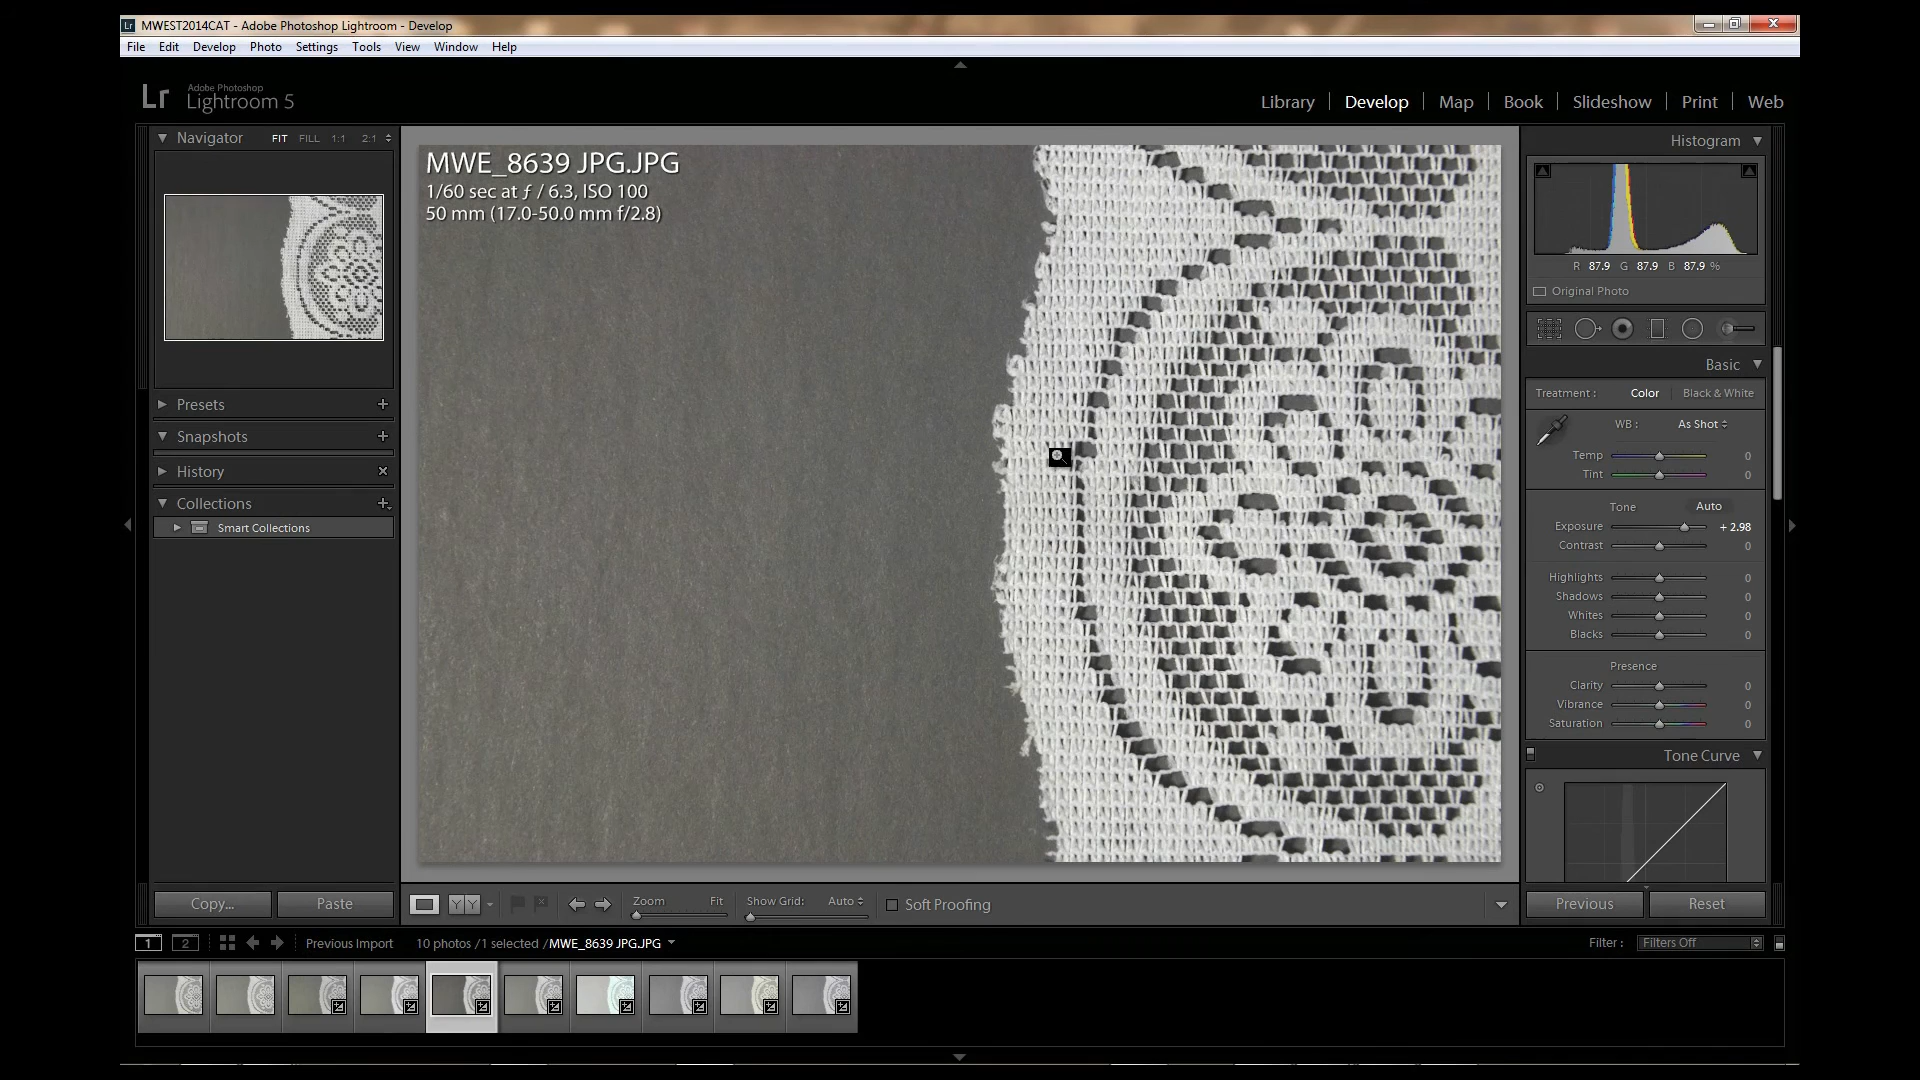 MWEST2014CAT - Adobe Photoshop Lightroom - Develop
File Edit Develop Photo Settings Tools View Window Help
Lr Adobe Photoshop
Lightroom 5
Library | Develop | Map | Book | Slideshow | Print | Web
Navigator FIT FILL 1:1 2:1
Presets +
Snapshots +
History ×
Collections +
Smart Collections
Copy... Paste
MWE_8639 JPG.JPG
1/60 sec at ƒ / 6.3, ISO 100
50 mm (17.0-50.0 mm f/2.8)
Histogram
R 87.9 G 87.9 B 87.9 %
Original Photo
Basic
Treatment : Color | Black & White
WB : As Shot
Temp 0
Tint 0
Tone Auto
Exposure + 2.98
Contrast 0
Highlights 0
Shadows 0
Whites 0
Blacks 0
Presence
Clarity 0
Vibrance 0
Saturation 0
Tone Curve
Previous Reset
Y Y Zoom Fit Show Grid: Auto Soft Proofing
1 2 Previous Import 10 photos /1 selected /MWE_8639 JPG.JPG Filter : Filters Off